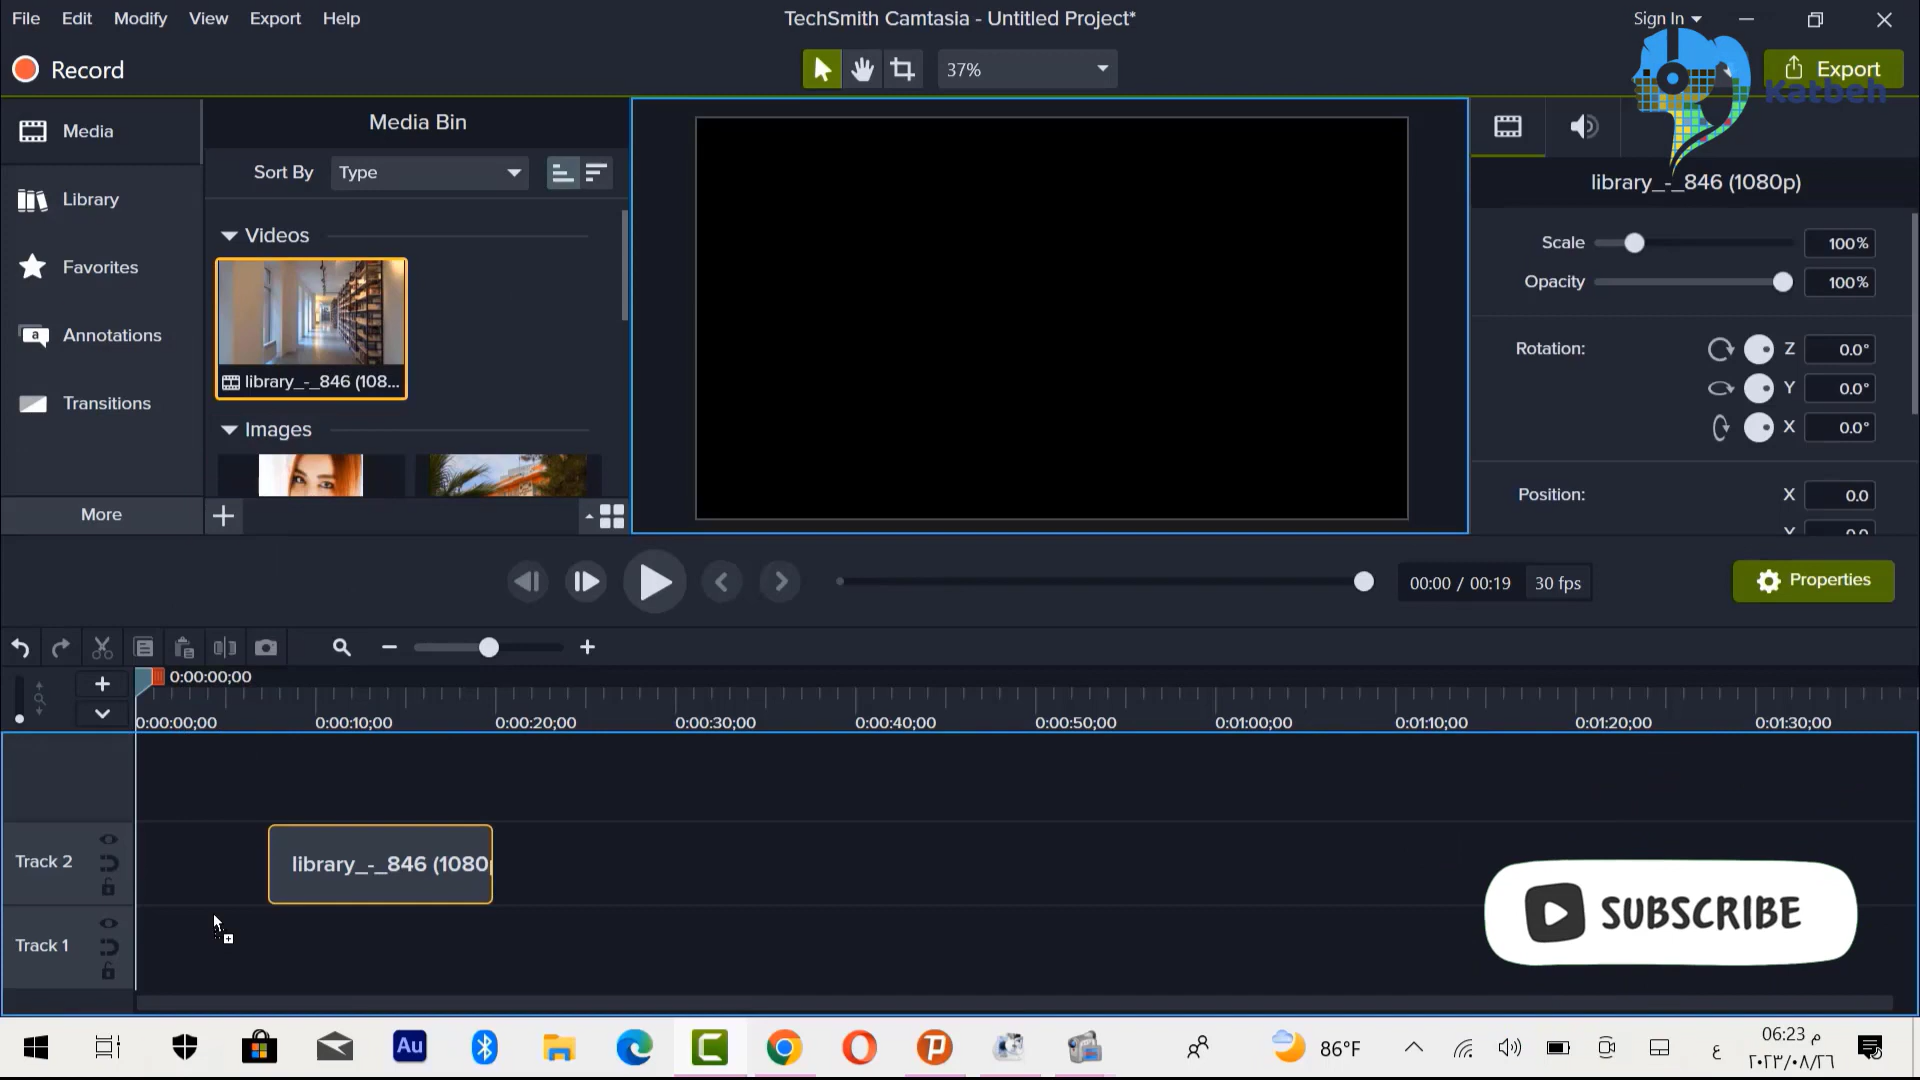 File Edit Modify View Export Help
TechSmith Camtasia - Untitled Project*
Sign In
Record
37%
Export
Katbeh
Media
Library
Favorites
Annotations
Transitions
More
Media Bin
Sort By Type
Videos
library_-_846 (108...
Images
library_-_846 (1080p)
Scale 100%
Opacity 100%
Rotation: Z 0.0°
Y 0.0°
X 0.0°
Position: X 0.0
Y 0.0
00:00 / 00:19 30 fps
Properties
0:00:00;00
0:00:00;00 0:00:10;00 0:00:20;00 0:00:30;00 0:00:40;00 0:00:50;00 0:01:00;00 0:01:10;00 0:01:20;00 0:01:30;00
Track 2
library_-_846 (1080p
Track 1
SUBSCRIBE
Au
86°F
ع
06:23 م
٢٠٢٣/٠٨/٢٦